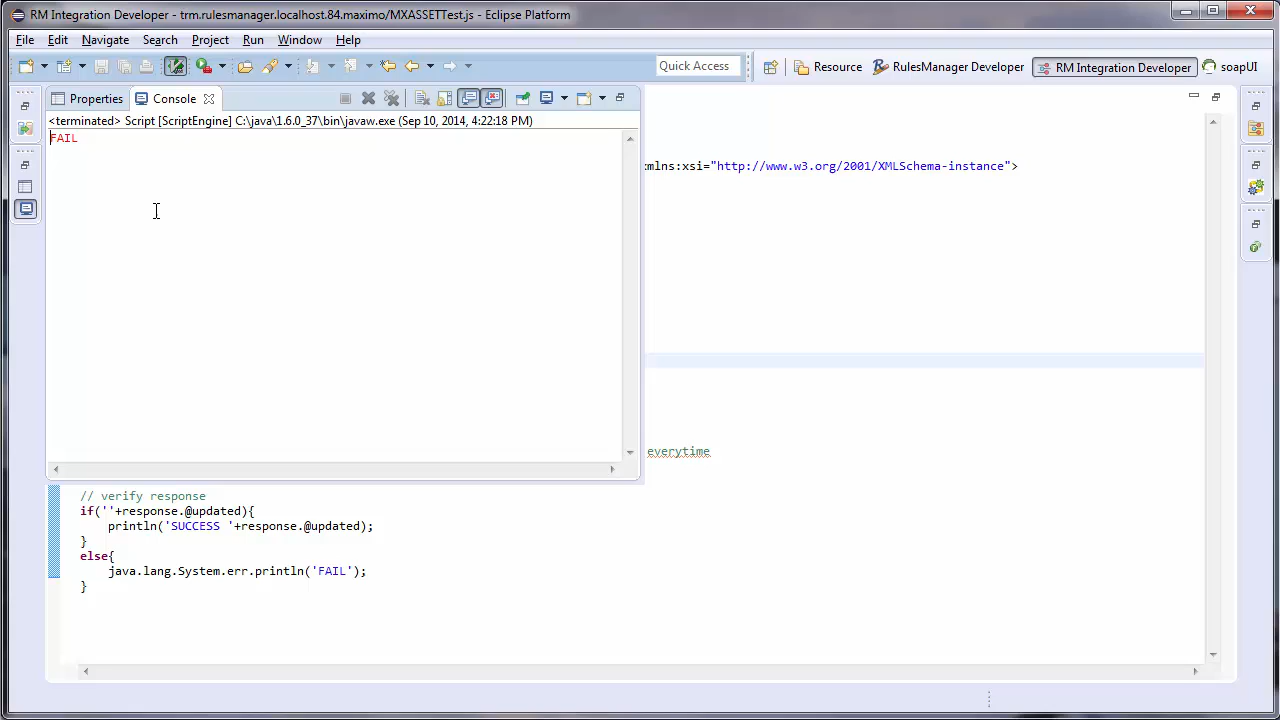 RM Integration Developer - trm.rulesmanager.localhost.84.maximo/MXASSETTest.js - Eclipse Platform
File Edit Navigate Search Project Run Window Help
Quick Access Resource RulesManager Developer RM Integration Developer soapUI
Properties Console
<terminated> Script [ScriptEngine] C:\java\1.6.0_37\bin\javaw.exe (Sep 10, 2014, 4:22:18 PM)
FAIL
xmlns:xsi="http://www.w3.org/2001/XMLSchema-instance">
everytime
// verify response
if(''+response.@updated){
println('SUCCESS '+response.@updated);
}
else{
java.lang.System.err.println('FAIL');
}